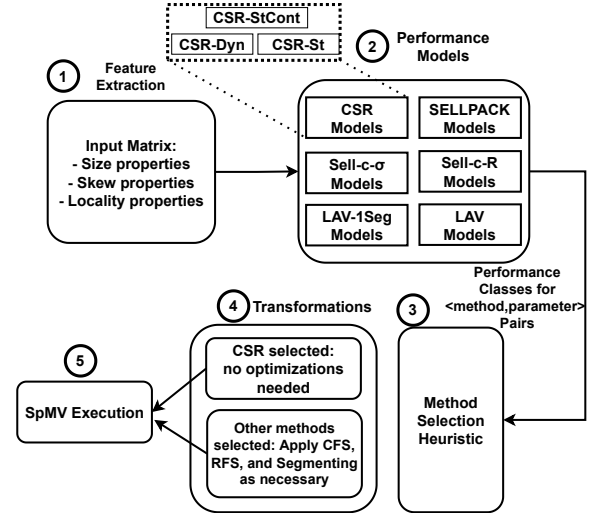 CSR-StCont
CSR-Dyn
CSR-St
1
Feature
Extraction
Input Matrix:
- Size properties
- Skew properties
- Locality properties
2
Performance
Models
CSR
Models
SELLPACK
Models
Sell-c-σ
Models
Sell-c-R
Models
LAV-1Seg
Models
LAV
Models
Performance
Classes for
<method,parameter>
Pairs
3
Method
Selection
Heuristic
4
Transformations
CSR selected:
no optimizations
needed
Other methods
selected: Apply CFS,
RFS, and Segmenting
as necessary
5
SpMV Execution